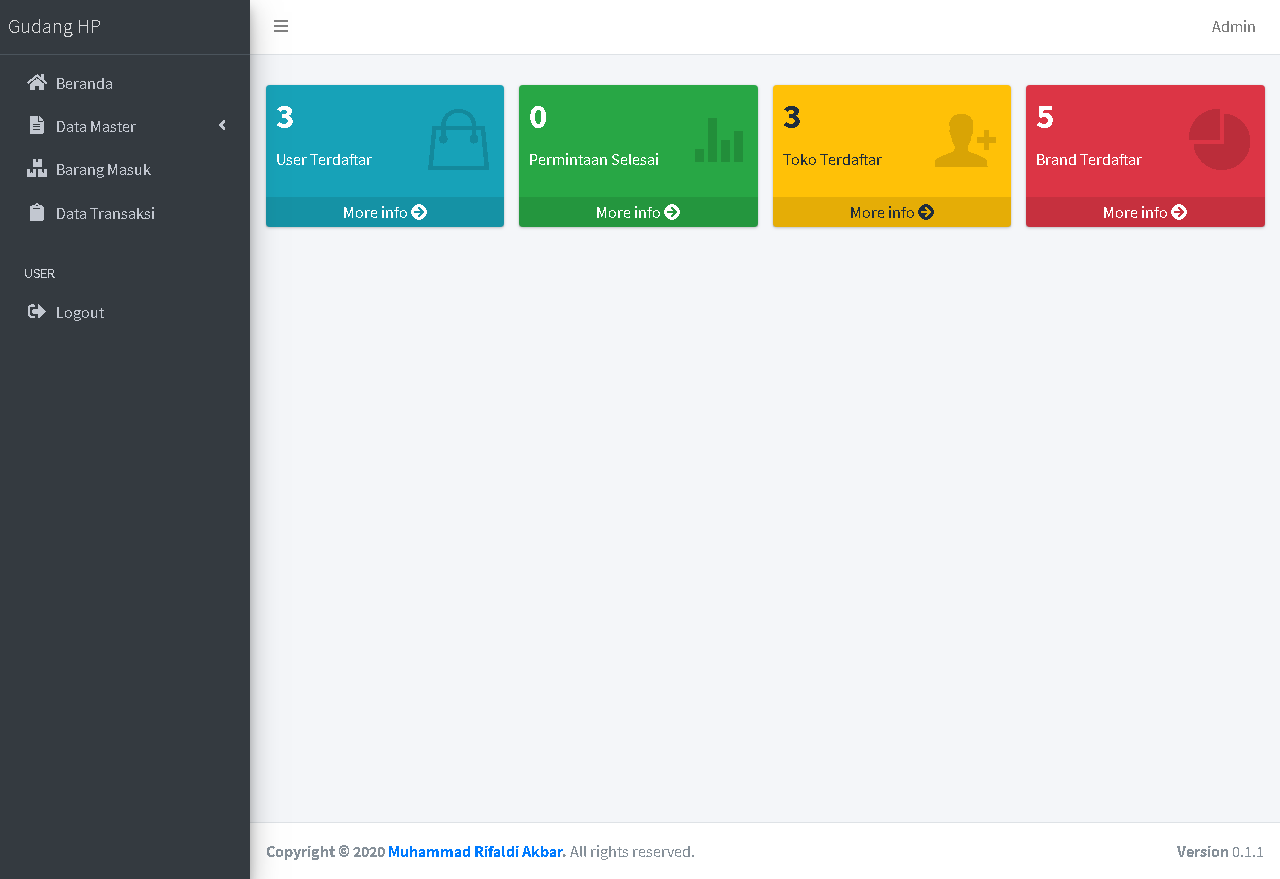 Gudang HP
Admin
Beranda
Data Master
Barang Masuk
Data Transaksi
USER
Logout
3
User Terdaftar
More info
0
Permintaan Selesai
More info
3
Toko Terdaftar
More info
5
Brand Terdaftar
More info
Copyright © 2020 Muhammad Rifaldi Akbar. All rights reserved.
Version 0.1.1